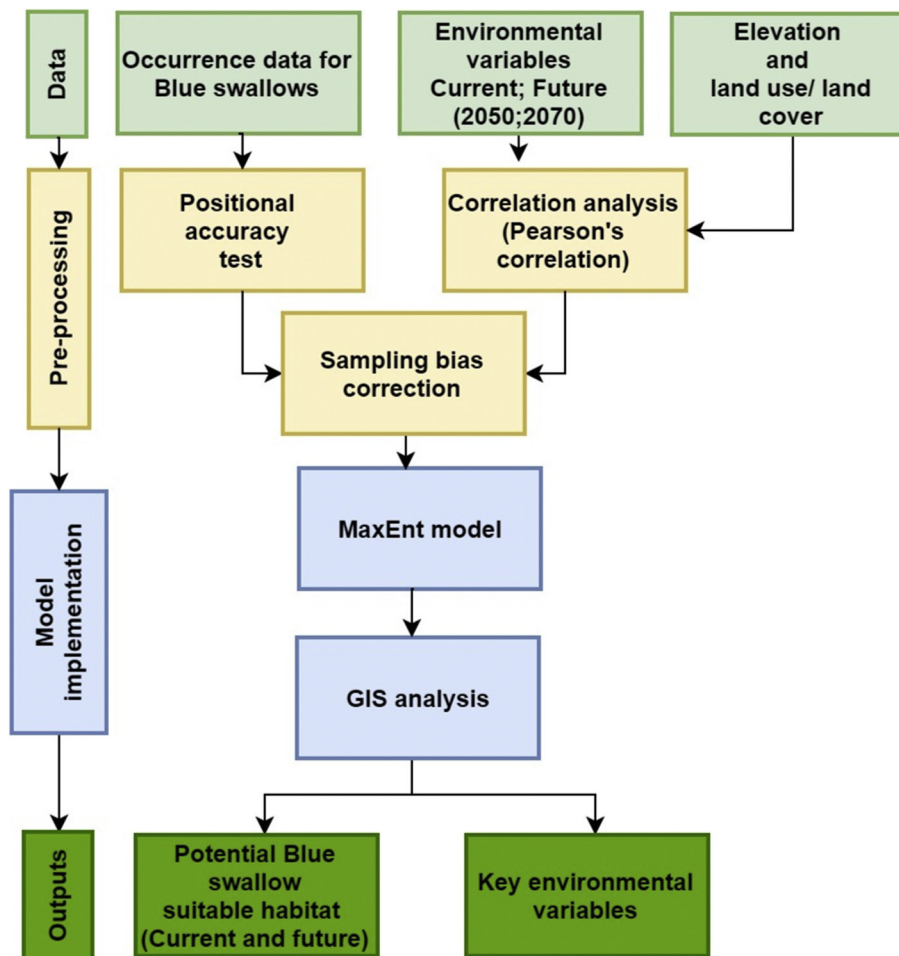 Data
Occurrence data for
Blue swallows
Environmental
variables
Current; Future
(2050;2070)
Elevation
and
land use/ land
cover
Pre-processing
Positional
accuracy
test
Correlation analysis
(Pearson's
correlation)
Sampling bias
correction
Model
implementation
MaxEnt model
GIS analysis
Outputs
Potential Blue
swallow
suitable habitat
(Current and future)
Key environmental
variables